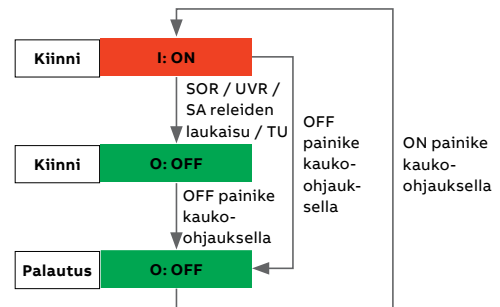 Kiinni
I: ON
SOR / UVR /
SA releiden
laukaisu / TU
OFF
painike
kauko-
ohjauk-
sella
ON painike
kauko-
ohjauksella
Kiinni
O: OFF
OFF painike
kauko-
ohjauksella
Palautus
O: OFF